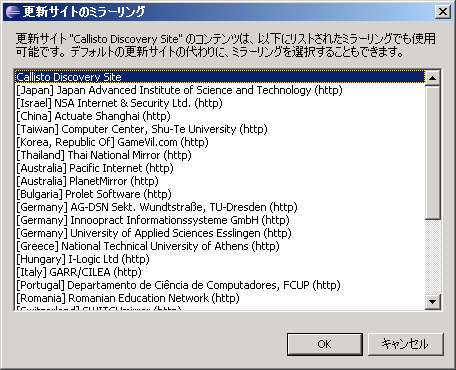 更新サイトのミラーリング
更新サイト "Callisto Discovery Site" のコンテンツは、以下にリストされたミラーリングでも使用
可能です。デフォルトの更新サイトの代わりに、ミラーリングを選択することもできます。
Callisto Discovery Site
[Japan] Japan Advanced Institute of Science and Technology (http)
[Israel] NSA Internet & Security Ltd. (http)
[China] Actuate Shanghai (http)
[Taiwan] Computer Center, Shu-Te University (http)
[Korea, Republic Of] GameVil.com (http)
[Thailand] Thai National Mirror (http)
[Australia] Pacific Internet (http)
[Australia] PlanetMirror (http)
[Bulgaria] Prolet Software (http)
[Germany] AG-DSN Sekt. Wundtstraße, TU-Dresden (http)
[Germany] Innoopract Informationssysteme GmbH (http)
[Germany] University of Applied Sciences Esslingen (http)
[Greece] National Technical University of Athens (http)
[Hungary] I-Logic Ltd (http)
[Italy] GARR/CILEA (http)
[Portugal] Departamento de Ciência de Computadores, FCUP (http)
[Romania] Romanian Education Network (http)
[Switzerland] SWITCHmirror (http)
OK
キャンセル